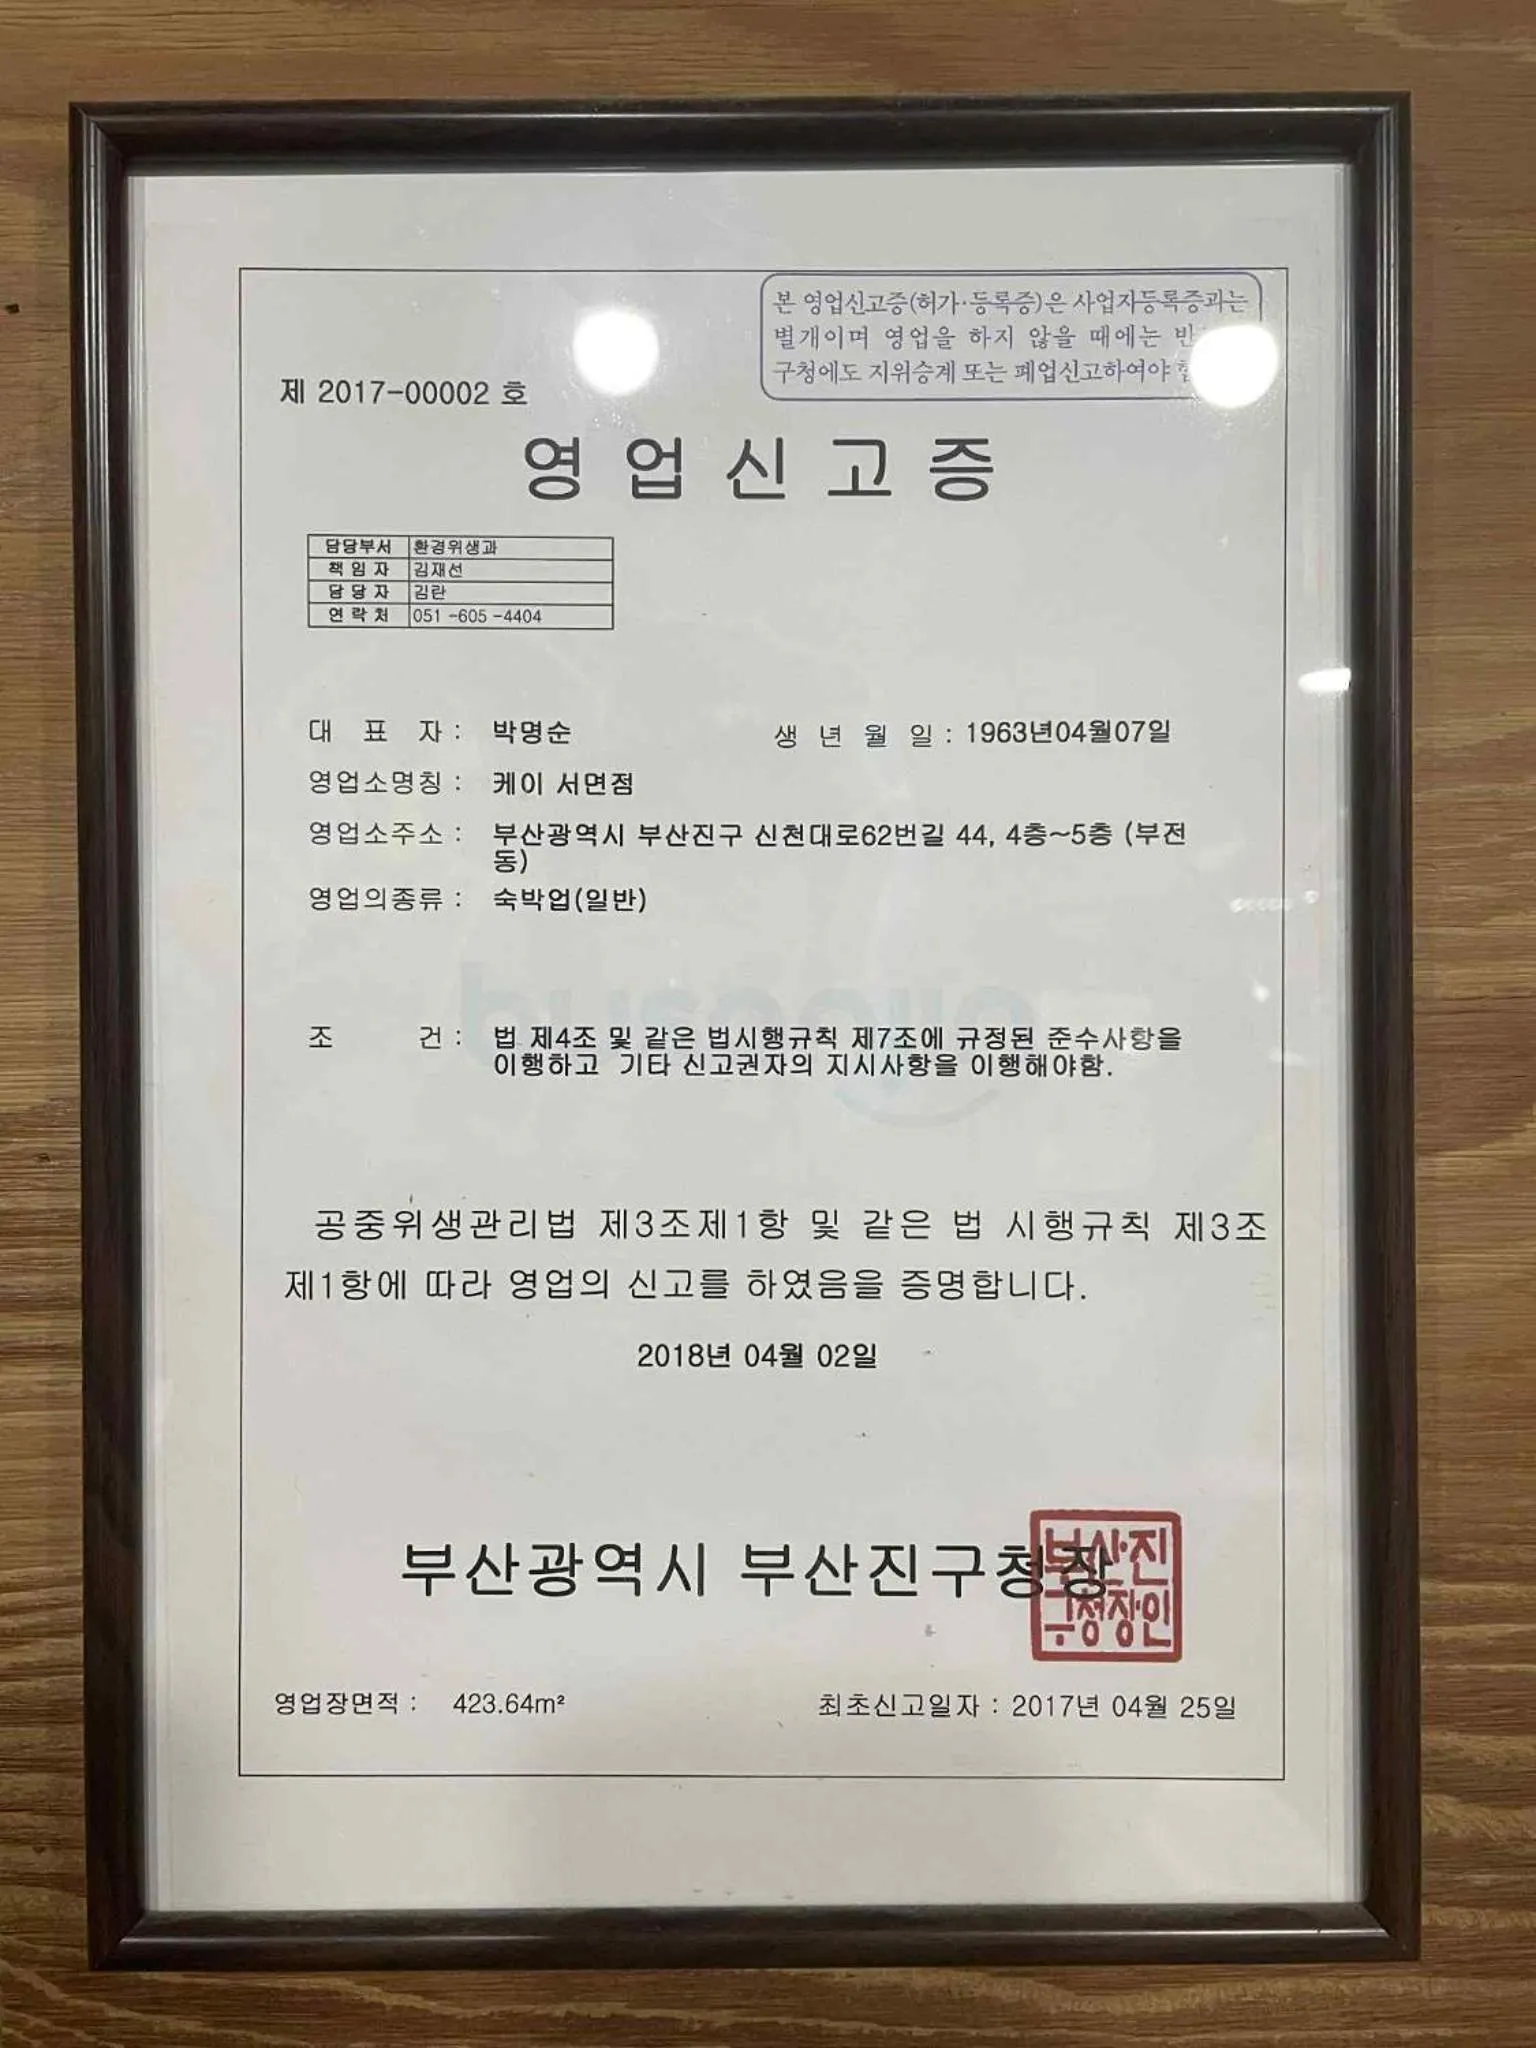 본 영업신고증(허가·등록증)은 사업자등록증과는
별개이며 영업을 하지 않을 때에는
구청에도 지위승계 또는 폐업신고하여야
제 2017-00002 호
영업신고증
담당부서 환경위생과
책임자 김재선
담당자 김란
연락처 051 -605 -4404
대 표 자 : 박명순 생 년 월 일 : 1963년04월07일
영업소명칭 : 케이 서면점
영업소주소 : 부산광역시 부산진구 신천대로62번길 44, 4층~5층 (부전
동)
영업의종류 : 숙박업(일반)
조 건 : 법 제4조 및 같은 법시행규칙 제7조에 규정된 준수사항을
이행하고 기타 신고권자의 지시사항을 이행해야함.
공중위생관리법 제3조제1항 및 같은 법 시행규칙 제3조
제1항에 따라 영업의 신고를 하였음을 증명합니다.
2018년 04월 02일
부산광역시 부산진구청장
부산진
구청장인
영업장면적 : 423.64m² 최초신고일자 : 2017년 04월 25일